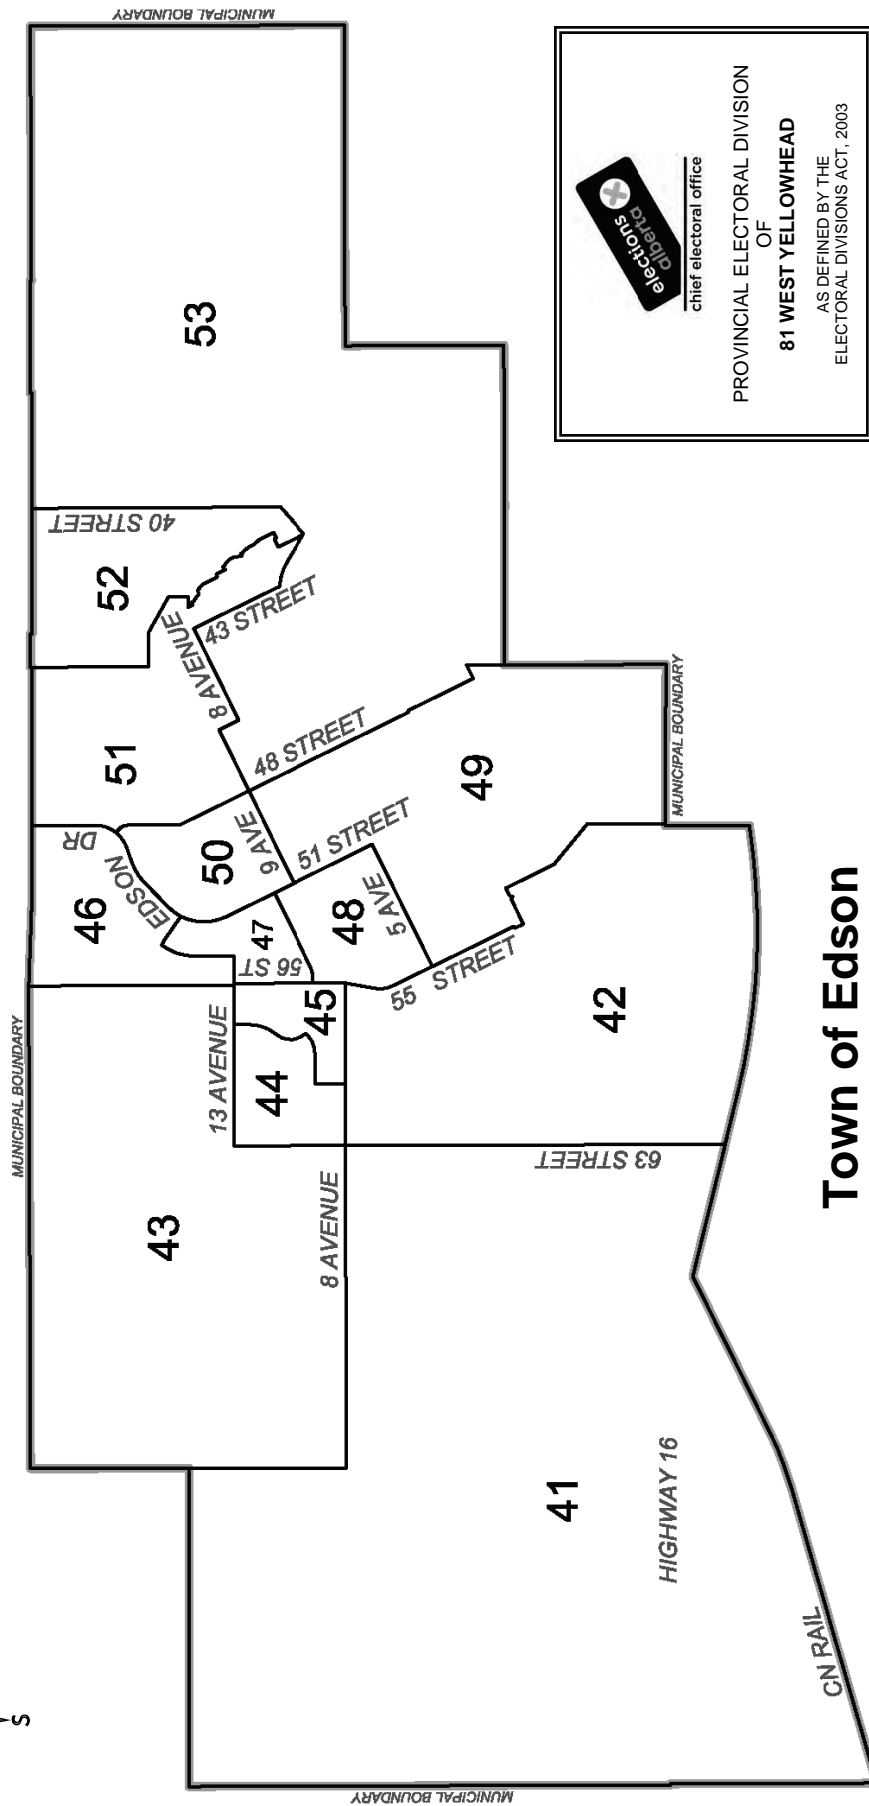 S
MUNICIPAL BOUNDARY
MUNICIPAL BOUNDARY
MUNICIPAL BOUNDARY
MUNICIPAL BOUNDARY
43
13 AVENUE
8 AVENUE
44
45
46
EDSON
DR
47
56 ST
48
5 AVE
50
9 AVE
51 STREET
51
48 STREET
8 AVENUE
43 STREET
52
40 STREET
53
49
55 STREET
42
63 STREET
41
HIGHWAY 16
CN RAIL
Town of Edson
elections
alberta
chief electoral office
PROVINCIAL ELECTORAL DIVISION
OF
81 WEST YELLOWHEAD
AS DEFINED BY THE
ELECTORAL DIVISIONS ACT, 2003